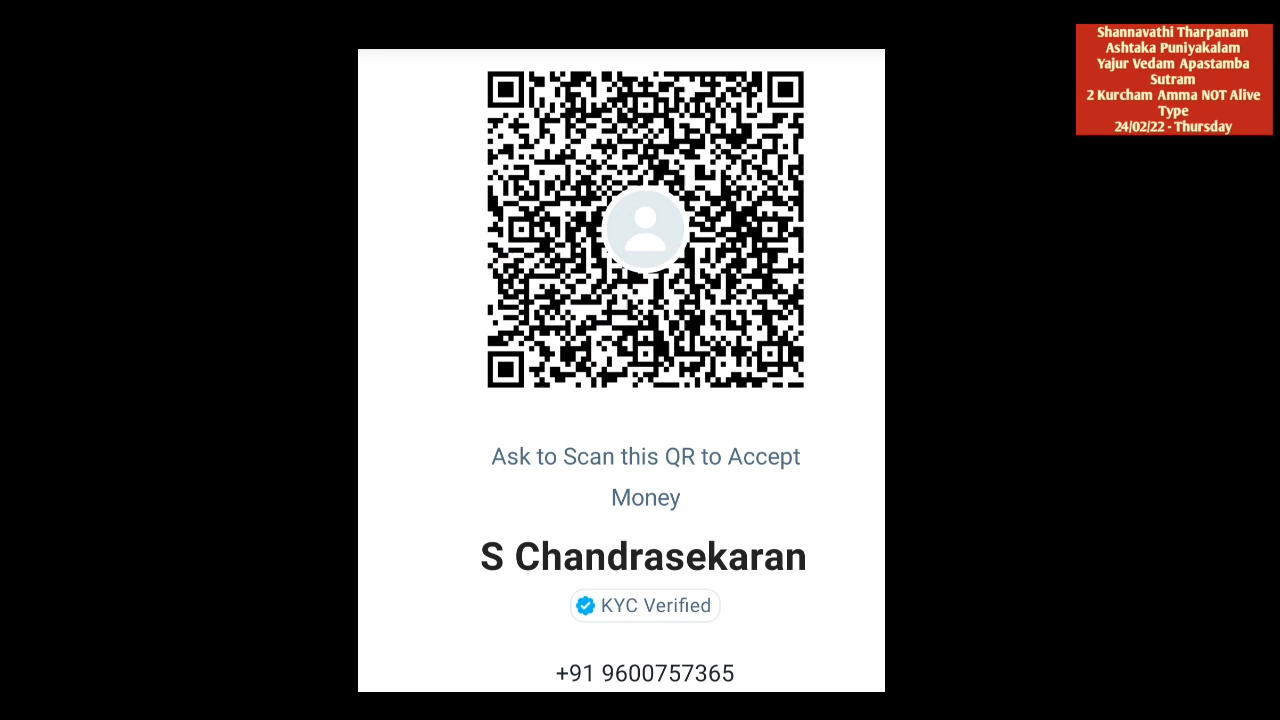 Shannavathi Tharpanam
Ashtaka Puniyakalam
Yajur Vedam Apastamba
Sutram
2 Kurcham Amma NOT Alive
Type
24/02/22 - Thursday
Ask to Scan this QR to Accept
Money
S Chandrasekaran
KYC Verified
+91 9600757365